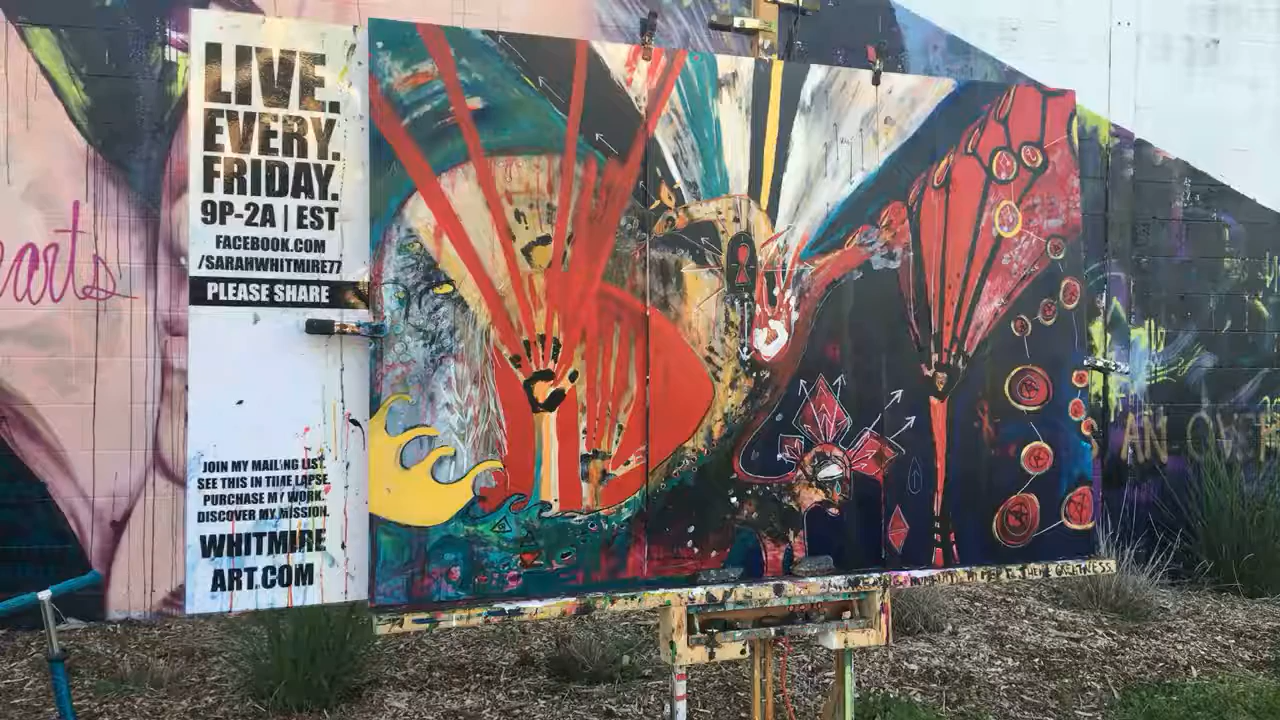 LIVE.
EVERY.
FRIDAY.
9P-2A | EST
FACEBOOK.COM
/SARAHWHITMIRE77
PLEASE SHARE
JOIN MY MAILING LIST.
SEE THIS IN TIME LAPSE.
PURCHASE MY WORK.
DISCOVER MY MISSION.
WHITMIRE
ART.COM
GREATNESS.